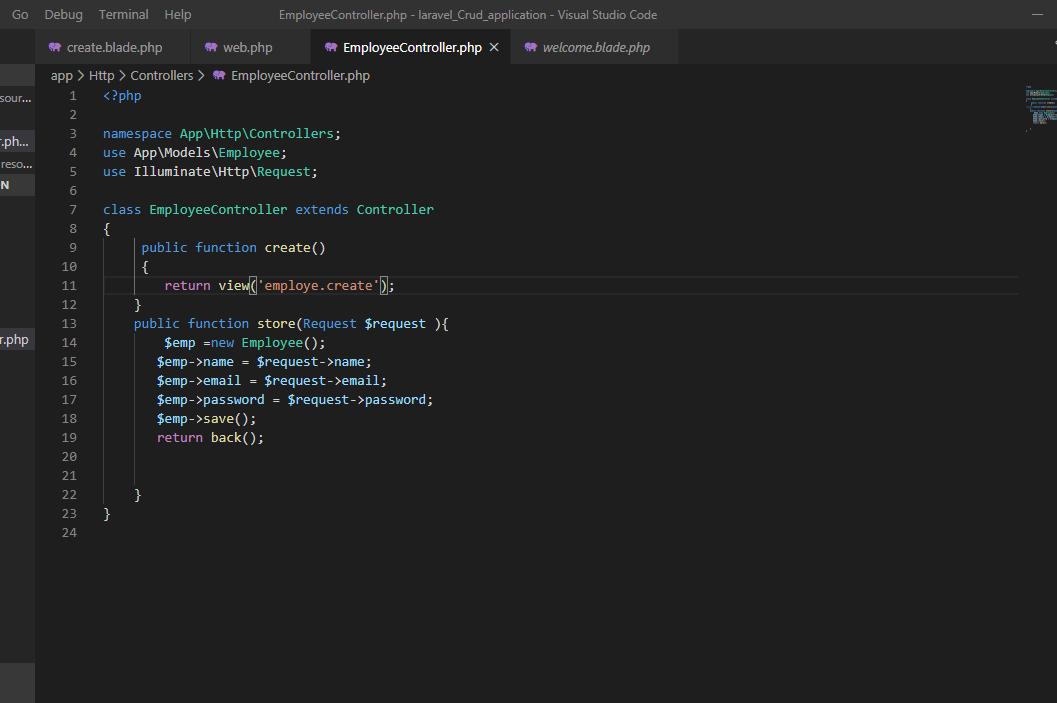 Go Debug Terminal Help EmployeeController.php - laravel_Crud_application - Visual Studio Code
create.blade.php web.php EmployeeController.php welcome.blade.php
app > Http > Controllers > EmployeeController.php
sour...
r.ph...
reso...
N
r.php
1 <?php
2
3 namespace App\Http\Controllers;
4 use App\Models\Employee;
5 use Illuminate\Http\Request;
6
7 class EmployeeController extends Controller
8 {
9 public function create()
10 {
11 return view('employe.create');
12 }
13 public function store(Request $request ){
14 $emp =new Employee();
15 $emp->name = $request->name;
16 $emp->email = $request->email;
17 $emp->password = $request->password;
18 $emp->save();
19 return back();
20
21
22 }
23 }
24